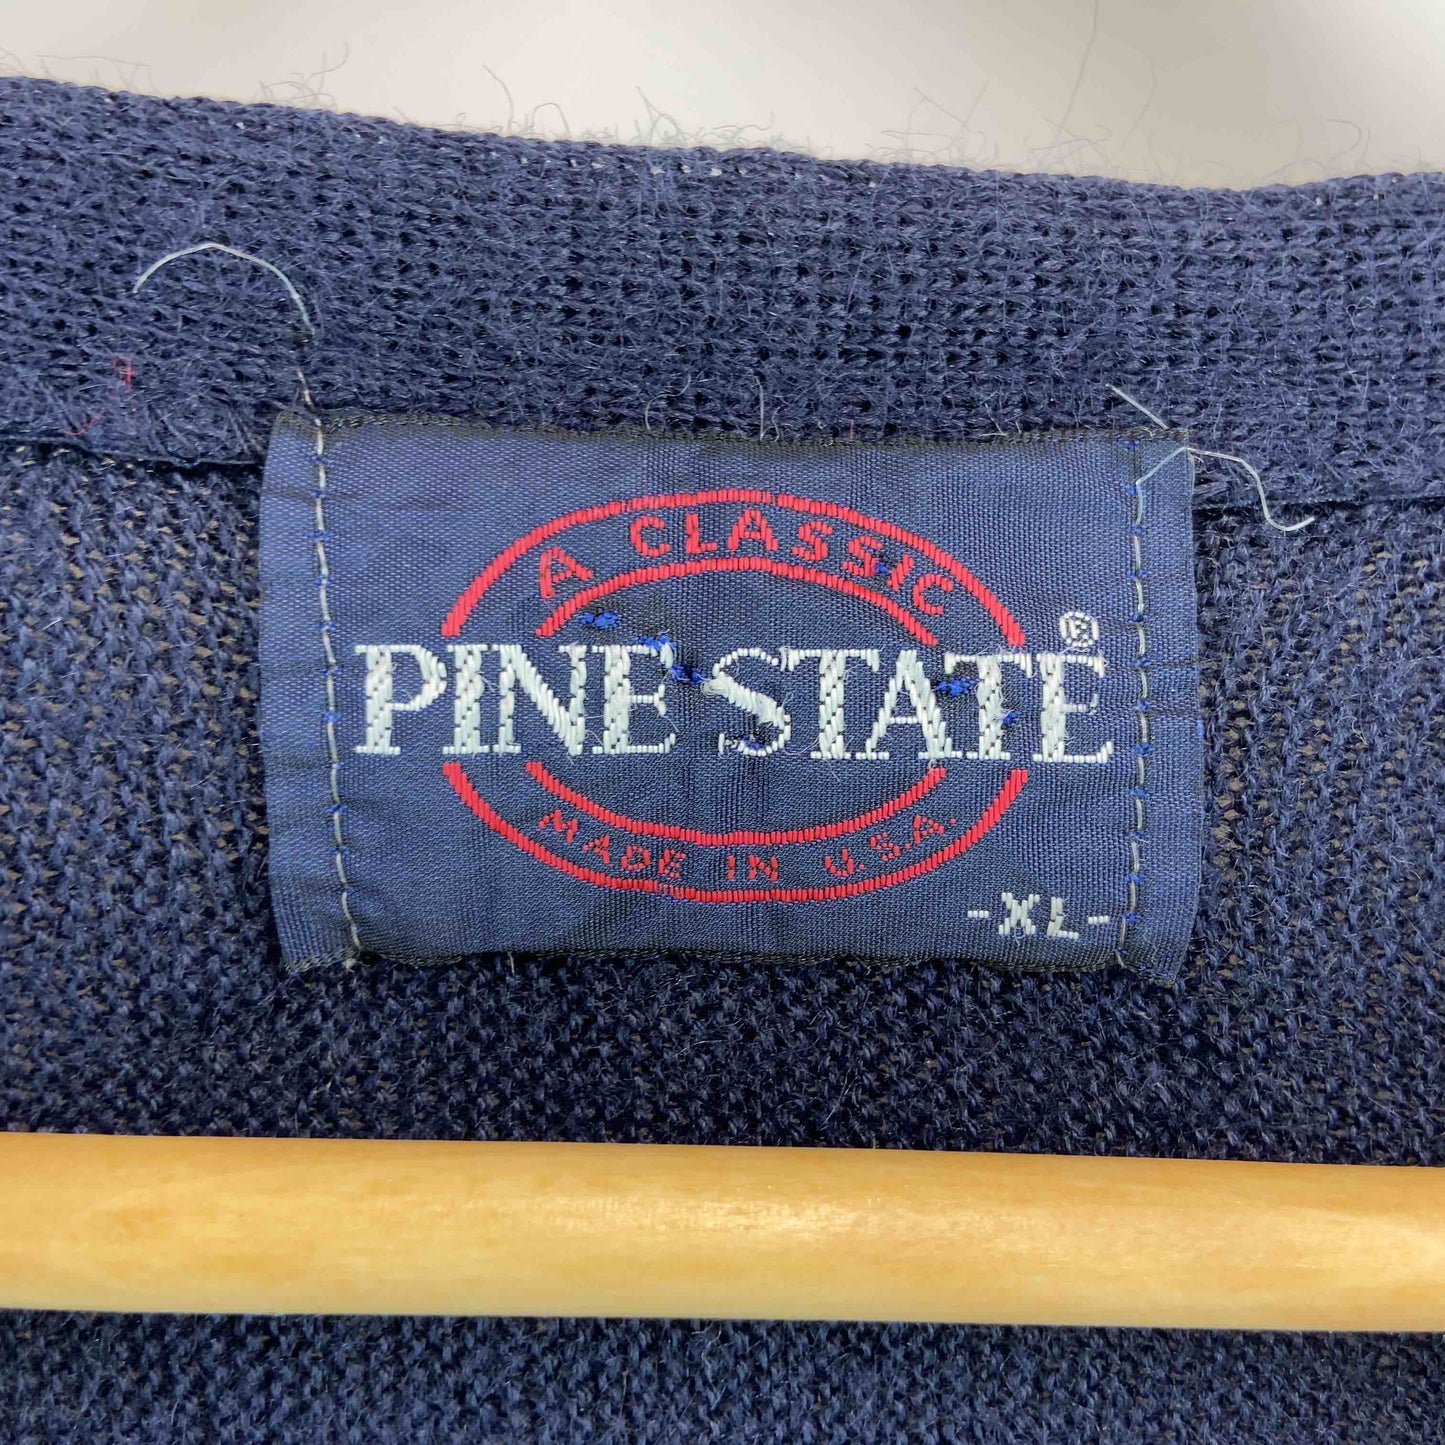 A CLASSIC
PINE STATE®
MADE IN U.S.A.
-XL-